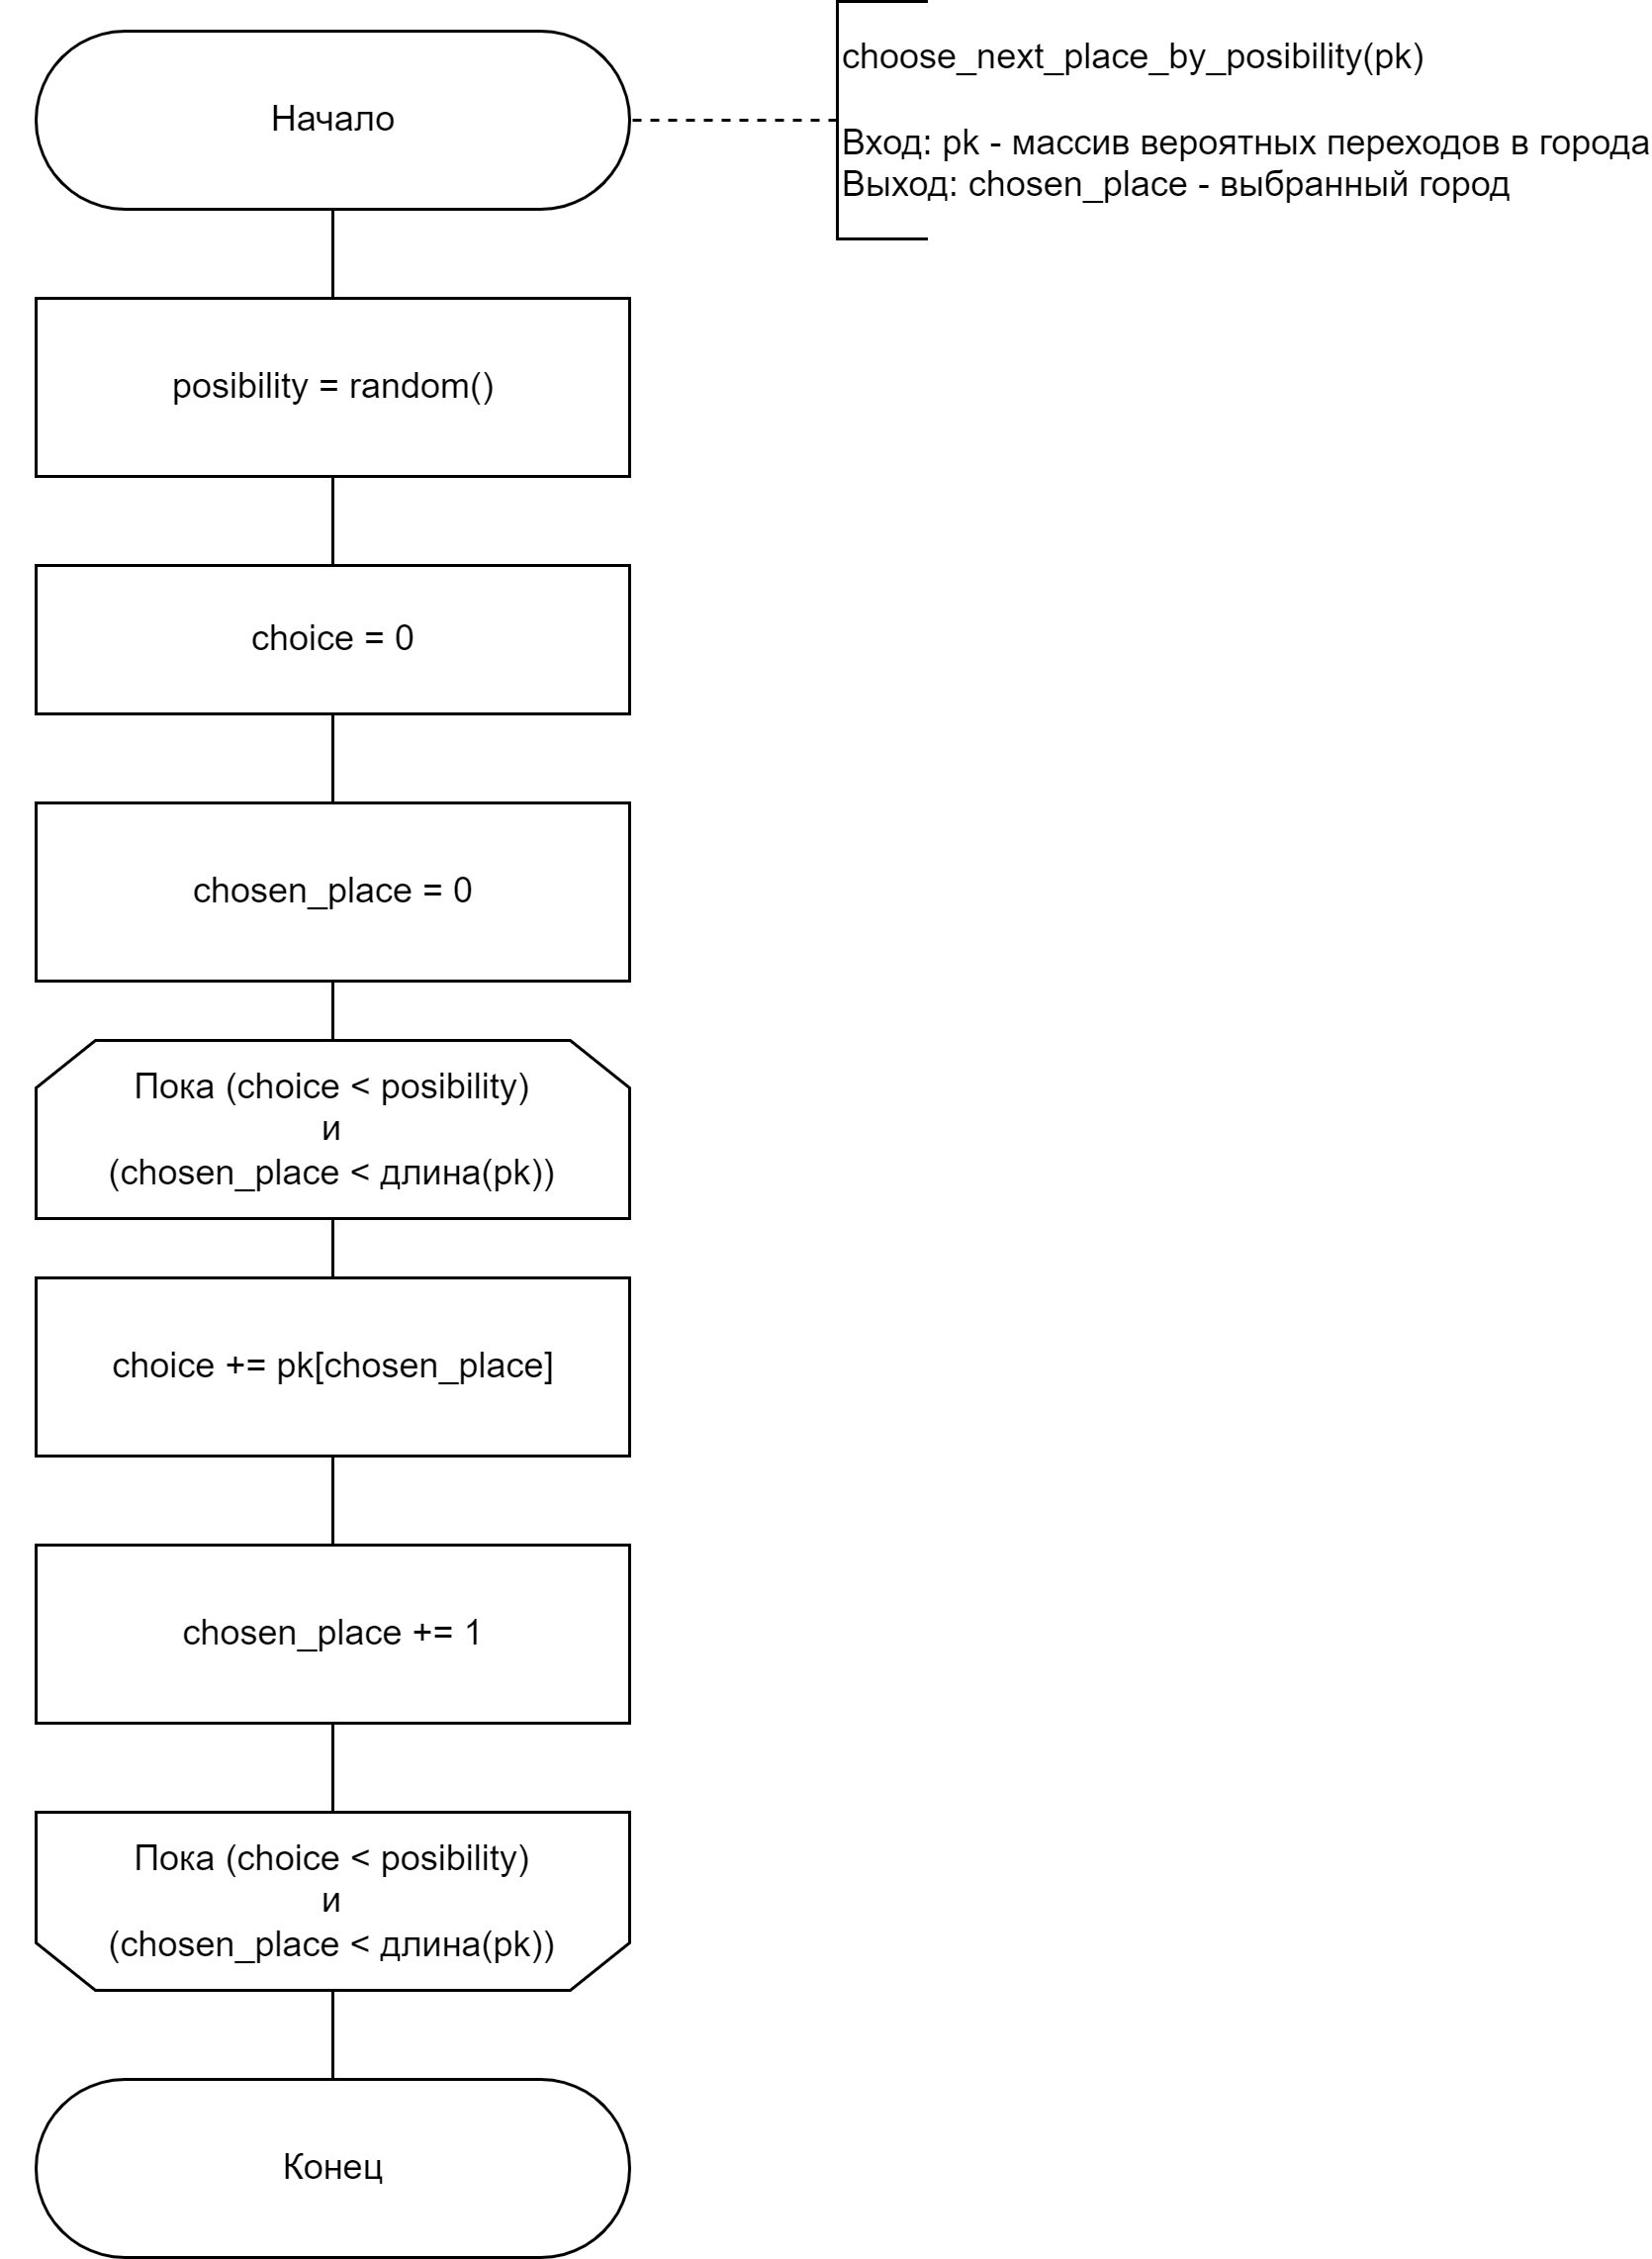 Начало
choose_next_place_by_posibility(pk)
Вход: pk - массив вероятных переходов в города
Выход: chosen_place - выбранный город
posibility = random()
choice = 0
chosen_place = 0
Пока (choice < posibility)
и
(chosen_place < длина(pk))
choice += pk[chosen_place]
chosen_place += 1
Пока (choice < posibility)
и
(chosen_place < длина(pk))
Конец